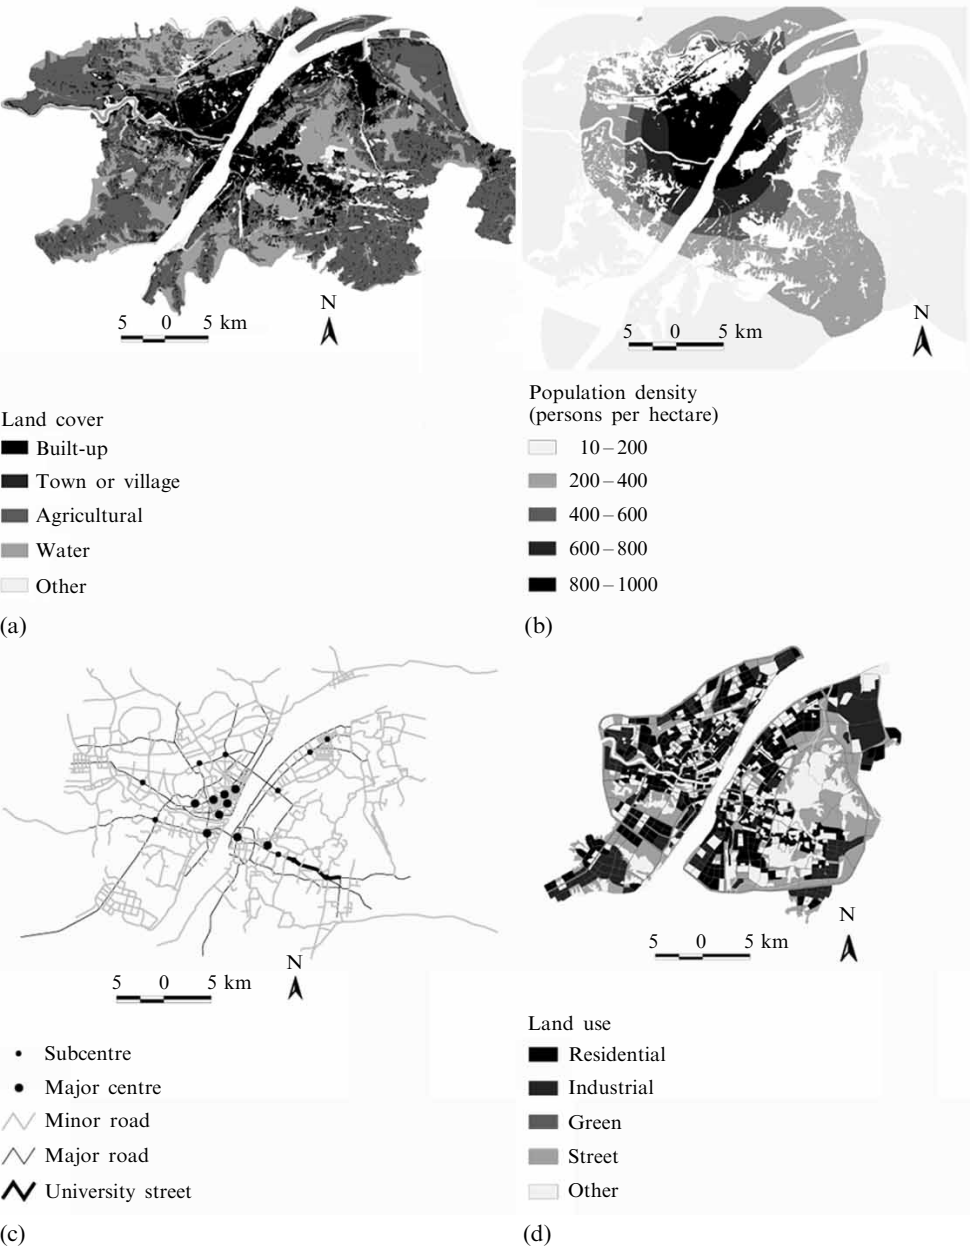 N
5 0 5 km
Land cover
Built-up
Town or village
Agricultural
Water
Other
(a)
N
5 0 5 km
Population density
(persons per hectare)
10–200
200–400
400–600
600–800
800–1000
(b)
N
5 0 5 km
Subcentre
Major centre
Minor road
Major road
University street
(c)
N
5 0 5 km
Land use
Residential
Industrial
Green
Street
Other
(d)